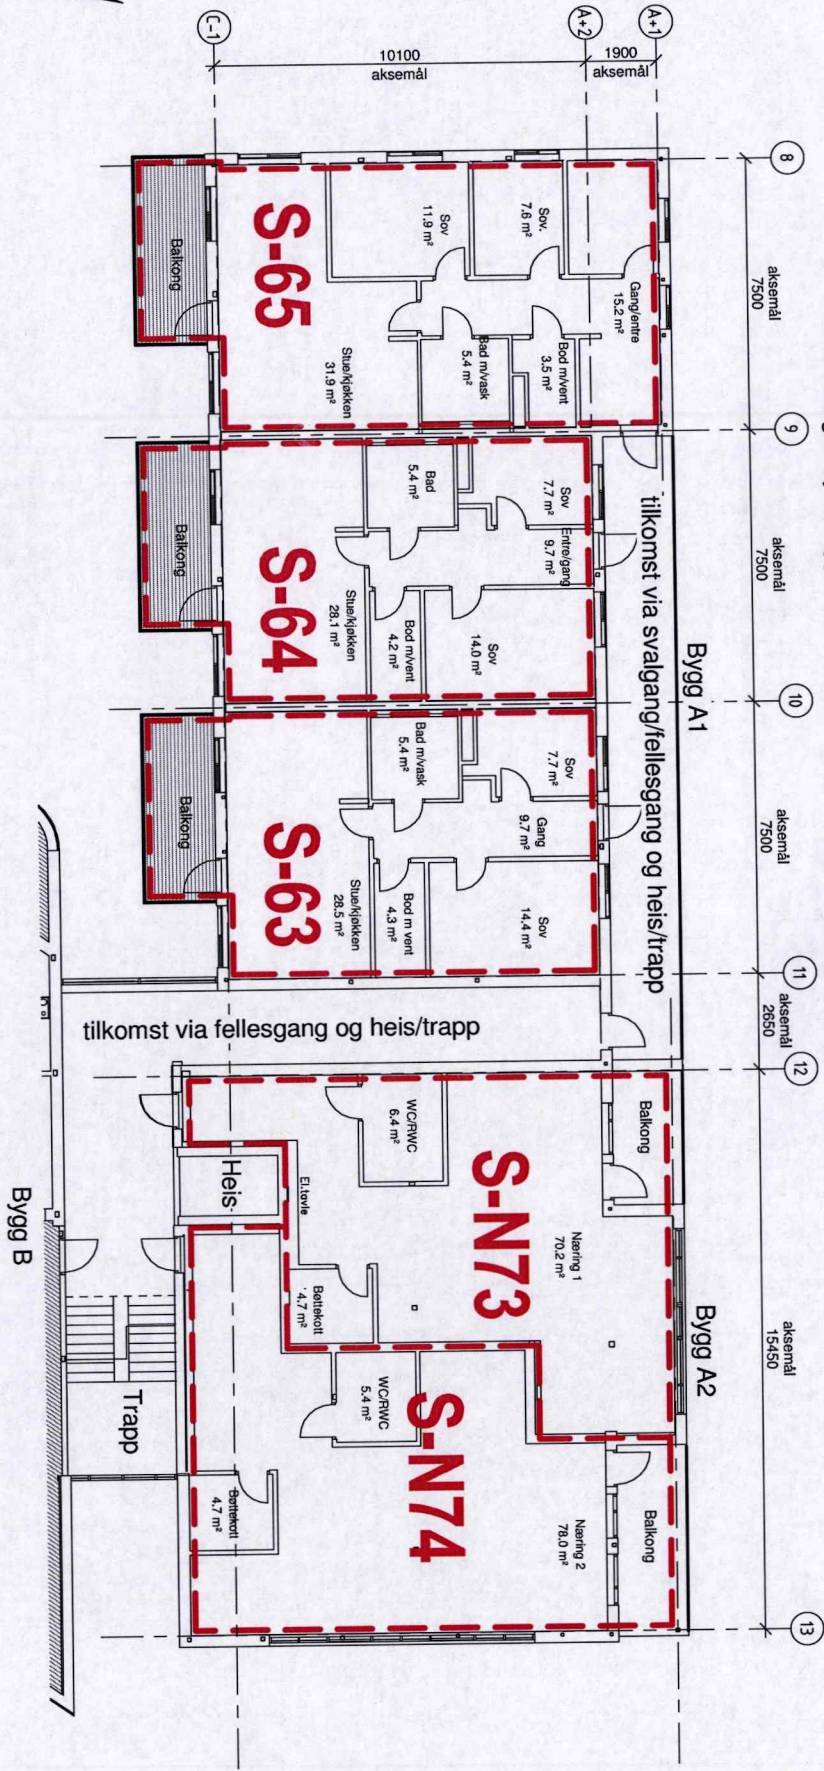 C-1
A+2
A+1
10100
aksemål
1900
aksemål
8
9
10
11
12
13
aksemål
7500
aksemål
7500
aksemål
7500
aksemål
2650
aksemål
15450
Bygg A1
Bygg A2
tilkomst via svalgang/fellesgang og heis/trapp
Gang/entre
15.2 m²
Sov.
7.6 m²
Sov
11.9 m²
Bod m/vent
3.5 m²
Bad m/vask
5.4 m²
S-65
Stue/kjøkken
31.9 m²
Balkong
Sov
7.7 m²
Entre/gang
9.7 m²
Sov
14.0 m²
Bad
5.4 m²
Bod m/vent
4.2 m²
S-64
Stue/kjøkken
28.1 m²
Balkong
Sov
7.7 m²
Gang
9.7 m²
Sov
14.4 m²
Bad m/vask
5.4 m²
Bod m vent
4.3 m²
S-63
Stue/kjøkken
28.5 m²
Balkong
tilkomst via fellesgang og heis/trapp
Balkong
Næring 1
70.2 m²
S-N73
WC/RWC
6.4 m²
El.tavle
Bøttekott
4.7 m²
Heis
Balkong
Næring 2
78.0 m²
S-N74
WC/RWC
5.4 m²
Bøttekott
4.7 m²
Trapp
Bygg B